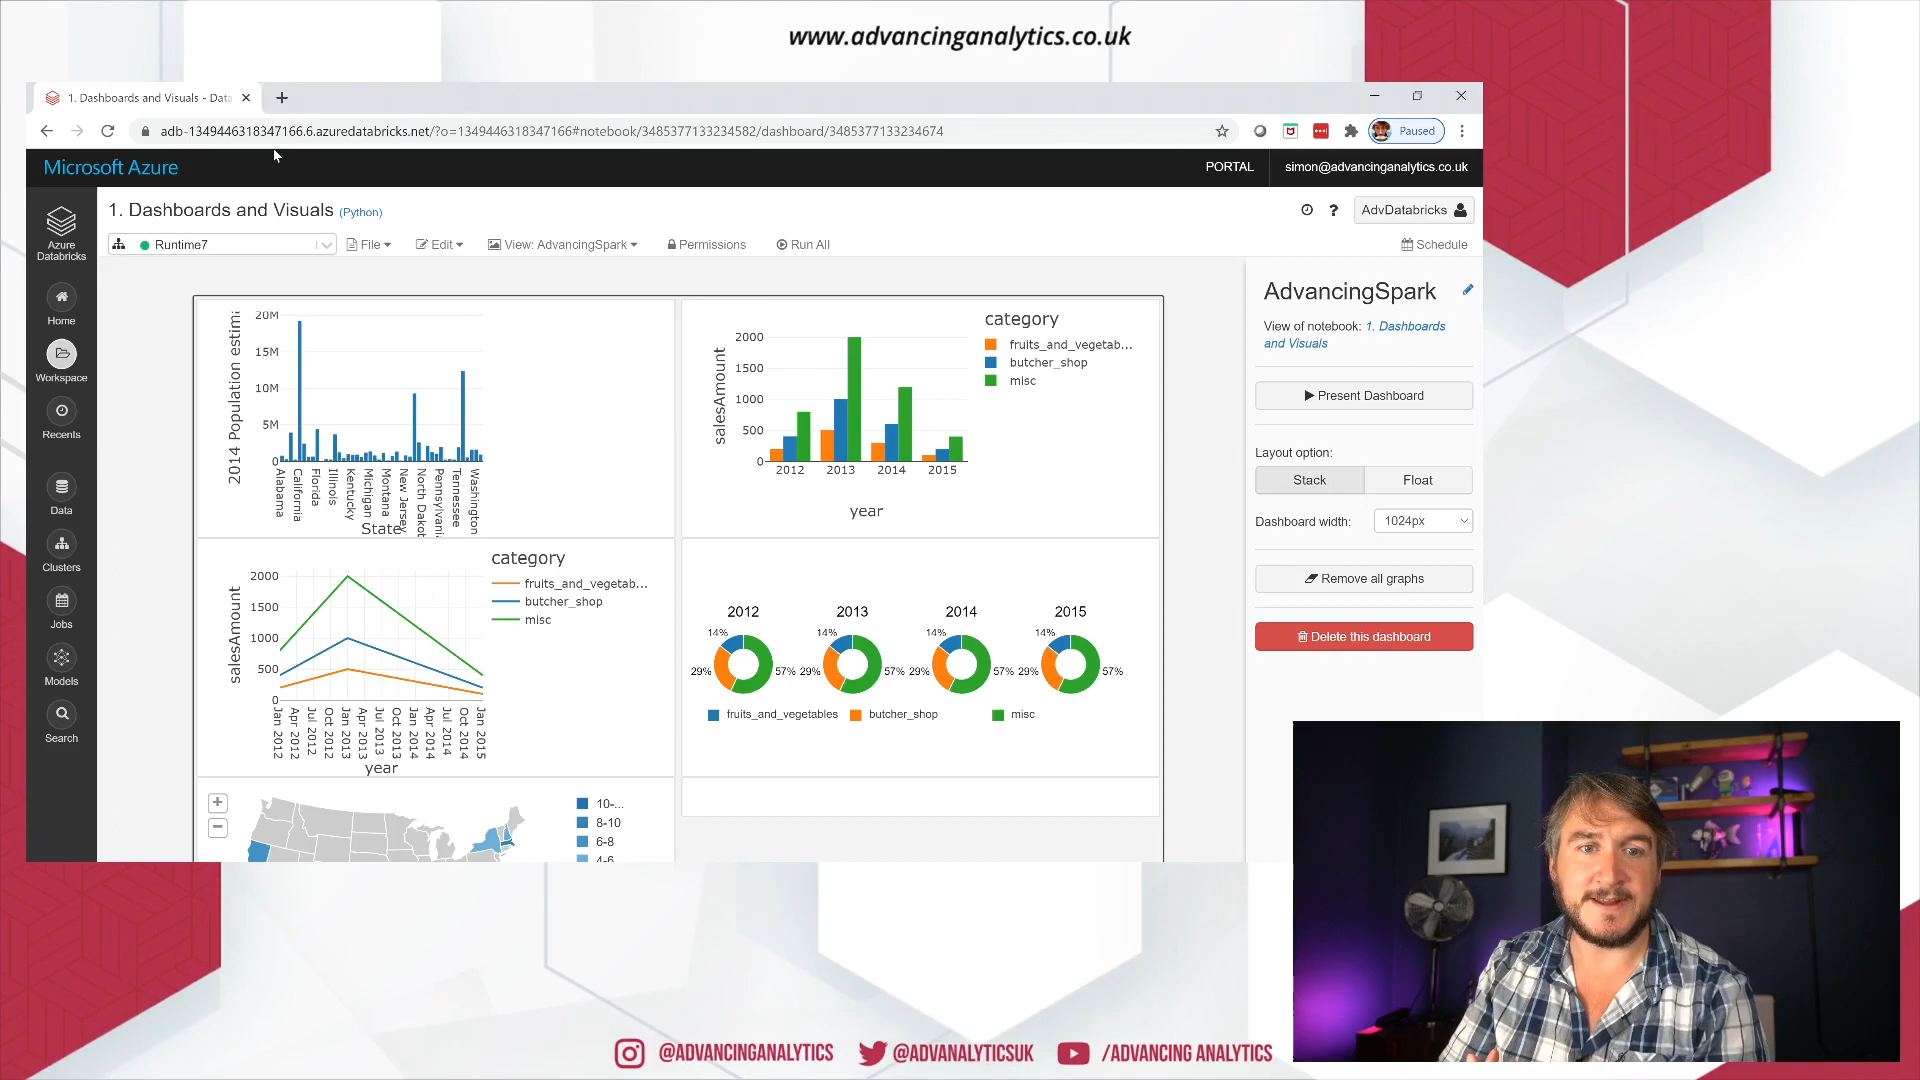 www.advancinganalytics.co.uk
1. Dashboards and Visuals - Data
adb-1349446318347166.6.azuredatabricks.net/?o=1349446318347166#notebook/3485377133234582/dashboard/3485377133234674
Paused
Microsoft Azure
PORTAL
simon@advancinganalytics.co.uk
Azure
Databricks
Home
Workspace
Recents
Data
Clusters
Jobs
Models
Search
1. Dashboards and Visuals (Python)
? AdvDatabricks
Runtime7
File
Edit
View: AdvancingSpark
Permissions
Run All
Schedule
2014 Population estim
20M
15M
10M
5M
0
Alabama
California
Florida
Illinois
Kentucky
Michigan
Montana
New Jersey
North Dakot
Pennsylvani
Tennessee
Washington
State
salesAmount
2000
1500
1000
500
0
2012
2013
2014
2015
year
category
fruits_and_vegetab...
butcher_shop
misc
salesAmount
2000
1500
1000
500
0
Jan 2012
Apr 2012
Jul 2012
Oct 2012
Jan 2013
Apr 2013
Jul 2013
Oct 2013
Jan 2014
Apr 2014
Jul 2014
Oct 2014
Jan 2015
year
category
fruits_and_vegetab...
butcher_shop
misc
2012
2013
2014
2015
14%
29%
57%
14%
29%
57%
14%
29%
57%
14%
29%
57%
fruits_and_vegetables
butcher_shop
misc
+
−
10-...
8-10
6-8
4-6
AdvancingSpark
View of notebook: 1. Dashboards
and Visuals
Present Dashboard
Layout option:
Stack
Float
Dashboard width:
1024px
Remove all graphs
Delete this dashboard
@ADVANCINGANALYTICS
@ADVANALYTICSUK
/ADVANCING ANALYTICS